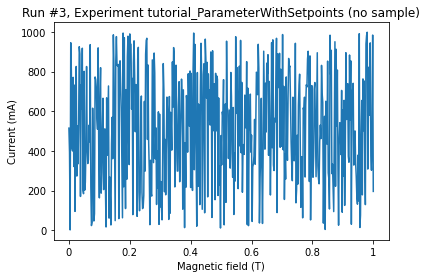 Run #3, Experiment tutorial_ParameterWithSetpoints (no sample)
1000
800
600
400
200
0
Current (mA)
0 0.2 0.4 0.6 0.8 1
Magnetic field (T)